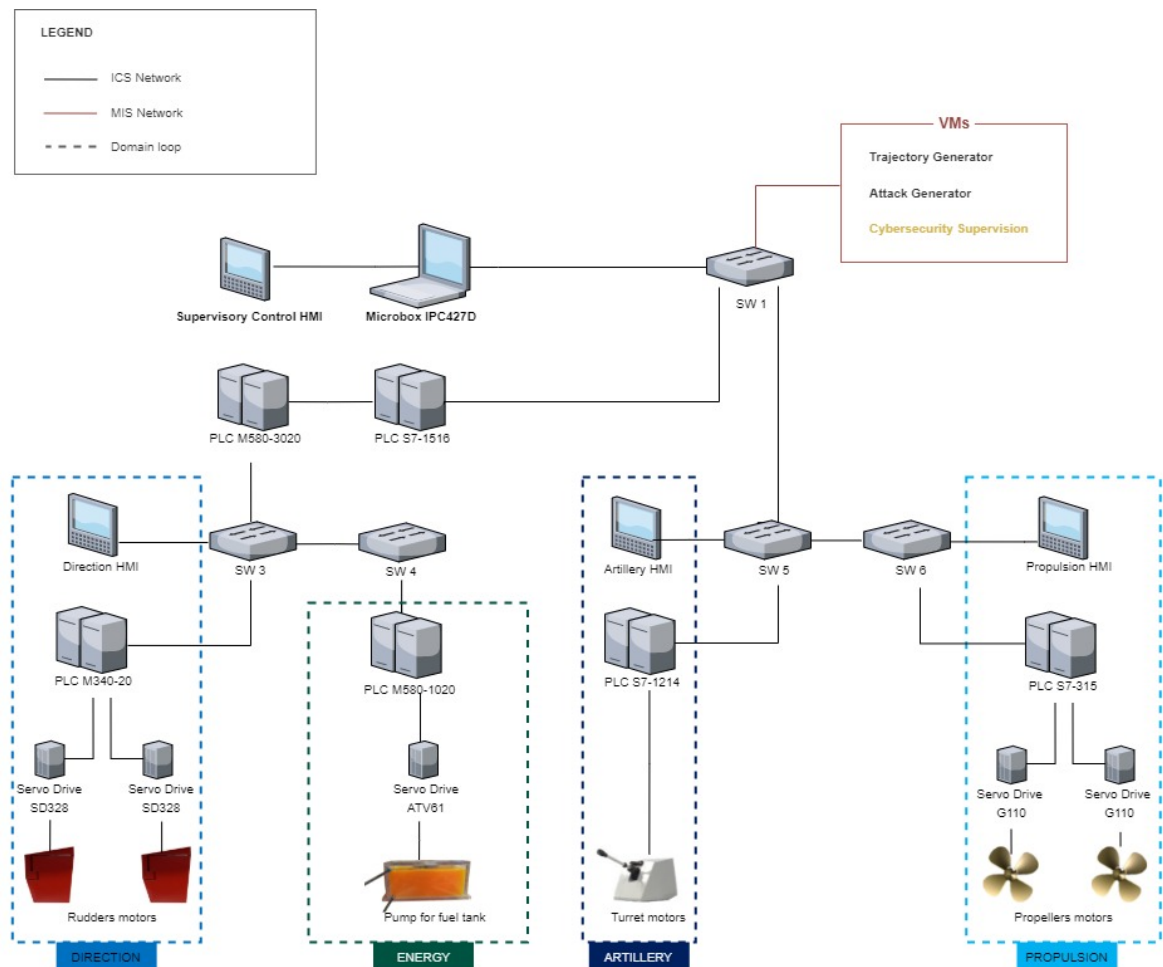 LEGEND
ICS Network
MIS Network
Domain loop
VMs
Trajectory Generator
Attack Generator
Cybersecurity Supervision
SW 1
Supervisory Control HMI
Microbox IPC427D
PLC M580-3020
PLC S7-1516
Direction HMI
SW 3
SW 4
Artillery HMI
SW 5
SW 6
Propulsion HMI
PLC M340-20
PLC M580-1020
PLC S7-1214
PLC S7-315
Servo Drive
SD328
Servo Drive
SD328
Servo Drive
ATV61
Servo Drive
G110
Servo Drive
G110
Rudders motors
Pump for fuel tank
Turret motors
Propellers motors
DIRECTION
ENERGY
ARTILLERY
PROPULSION